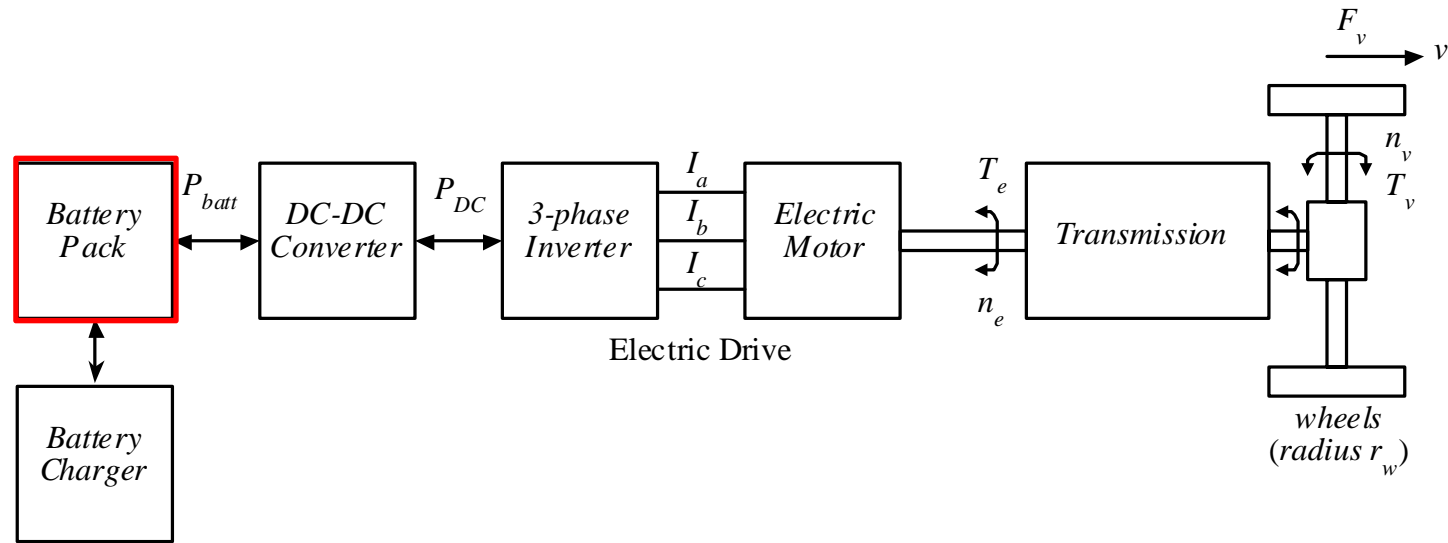 F_v
v
n_v
T_v
Battery
Pack
P_batt
DC-DC
Converter
P_DC
3-phase
Inverter
I_a
I_b
I_c
Electric
Motor
T_e
n_e
Transmission
Electric Drive
Battery
Charger
wheels
(radius r_w)